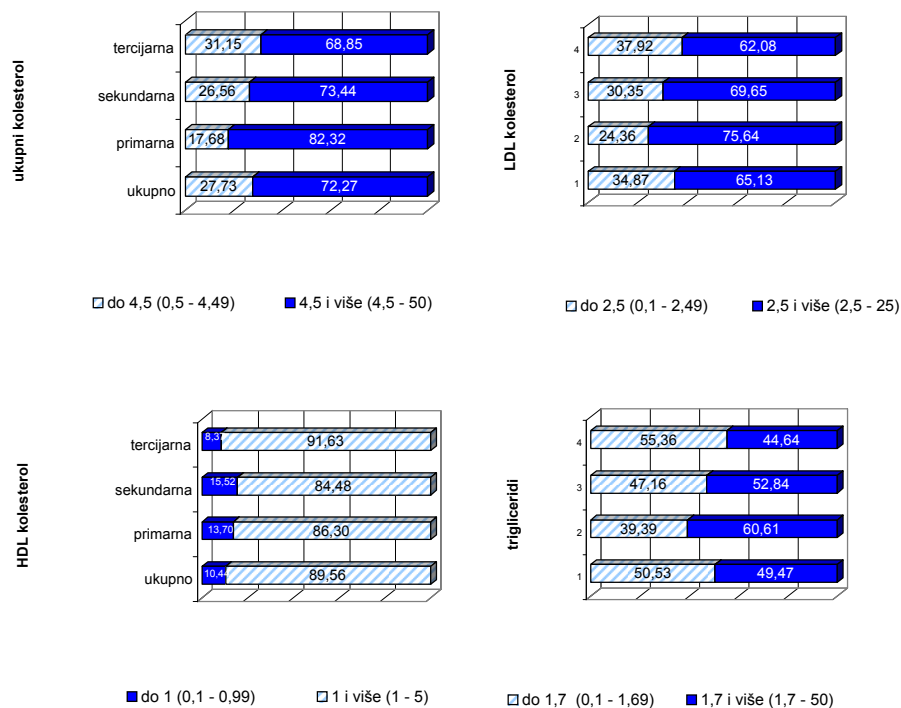 ukupni kolesterol
tercijarna 31,15 68,85
sekundarna 26,56 73,44
primarna 17,68 82,32
ukupno 27,73 72,27
do 4,5 (0,5 - 4,49) 4,5 i više (4,5 - 50)
LDL kolesterol
4 37,92 62,08
3 30,35 69,65
2 24,36 75,64
1 34,87 65,13
do 2,5 (0,1 - 2,49) 2,5 i više (2,5 - 25)
HDL kolesterol
tercijarna 8,37 91,63
sekundarna 15,52 84,48
primarna 13,70 86,30
ukupno 10,44 89,56
do 1 (0,1 - 0,99) 1 i više (1 - 5)
trigliceridi
4 55,36 44,64
3 47,16 52,84
2 39,39 60,61
1 50,53 49,47
do 1,7 (0,1 - 1,69) 1,7 i više (1,7 - 50)